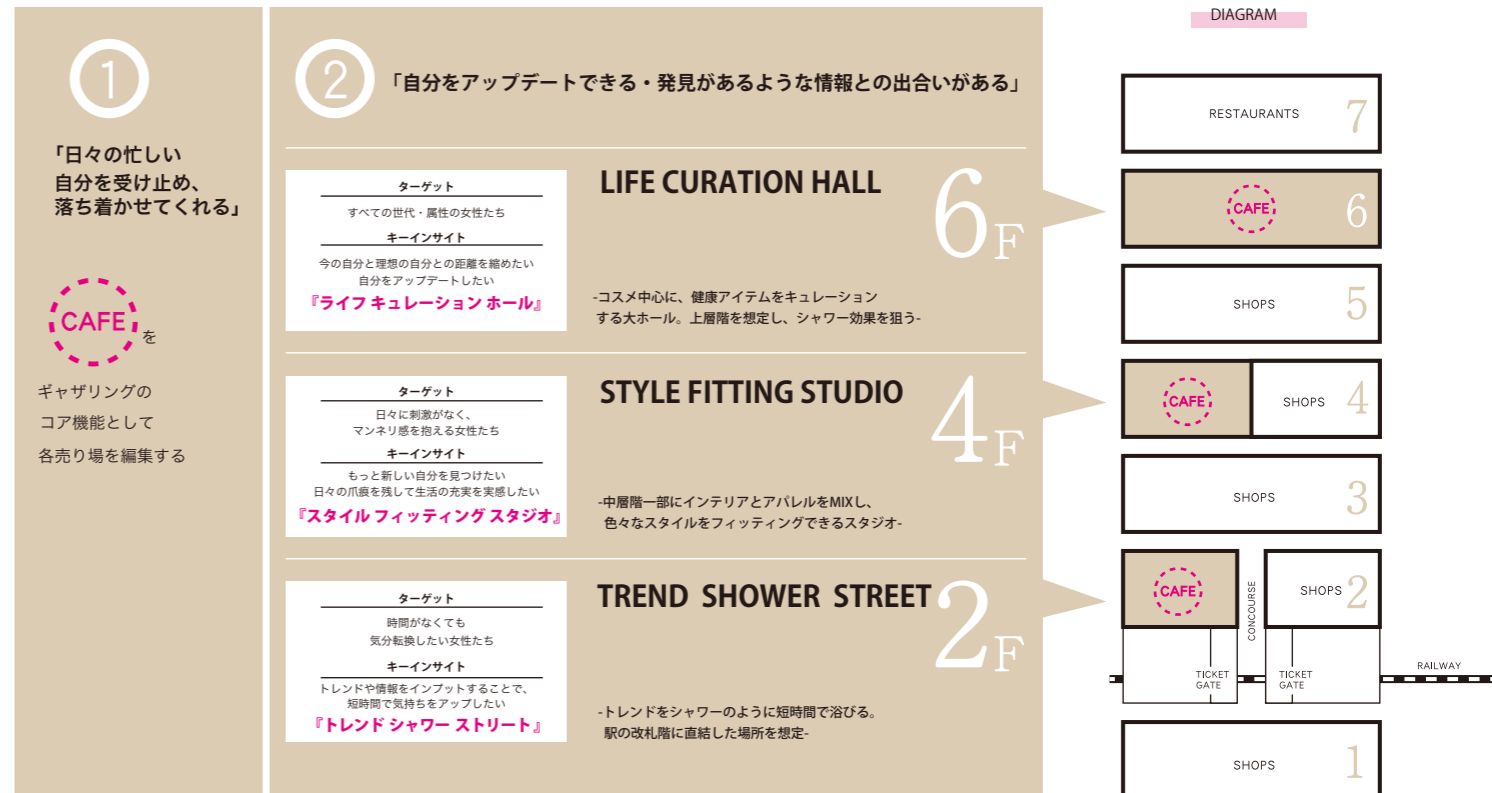 1
「日々の忙しい
自分を受け止め、
落ち着かせてくれる」
CAFE を
ギャザリングの
コア機能として
各売り場を編集する
2
「自分をアップデートできる・発見があるような情報との出合いがある」
ターゲット
すべての世代・属性の女性たち
キーインサイト
今の自分と理想の自分との距離を縮めたい
自分をアップデートしたい
『ライフ キュレーション ホール』
LIFE CURATION HALL
6F
-コスメ中心に、健康アイテムをキュレーション
する大ホール。上層階を想定し、シャワー効果を狙う-
ターゲット
日々に刺激がなく、
マンネリ感を抱える女性たち
キーインサイト
もっと新しい自分を見つけたい
日々の爪痕を残して生活の充実を実感したい
『スタイル フィッティング スタジオ』
STYLE FITTING STUDIO
4F
-中層階一部にインテリアとアパレルをMIXし、
色々なスタイルをフィッティングできるスタジオ-
ターゲット
時間がなくても
気分転換したい女性たち
キーインサイト
トレンドや情報をインプットすることで、
短時間で気持ちをアップしたい
『トレンド シャワー ストリート』
TREND SHOWER STREET
2F
-トレンドをシャワーのように短時間で浴びる。
駅の改札階に直結した場所を想定-
DIAGRAM
RESTAURANTS 7
CAFE 6
SHOPS 5
CAFE SHOPS 4
SHOPS 3
CAFE CONCOURSE SHOPS 2
TICKET
GATE
TICKET
GATE
RAILWAY
SHOPS 1